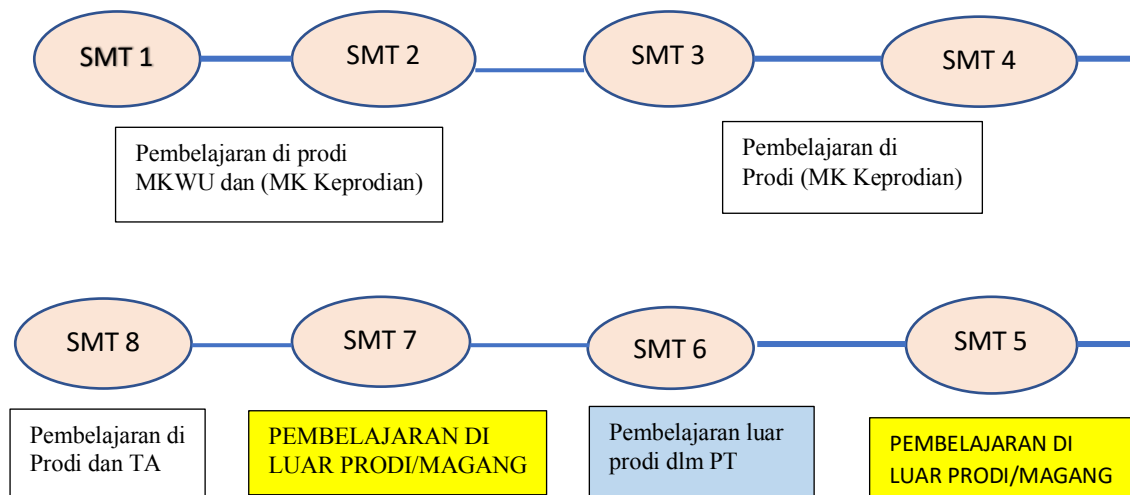 SMT 1
SMT 2
SMT 3
SMT 4
Pembelajaran di prodi
MKWU dan (MK Keprodian)
Pembelajaran di
Prodi (MK Keprodian)
SMT 8
SMT 7
SMT 6
SMT 5
Pembelajaran di
Prodi dan TA
PEMBELAJARAN DI
LUAR PRODI/MAGANG
Pembelajaran luar
prodi dlm PT
PEMBELAJARAN DI
LUAR PRODI/MAGANG